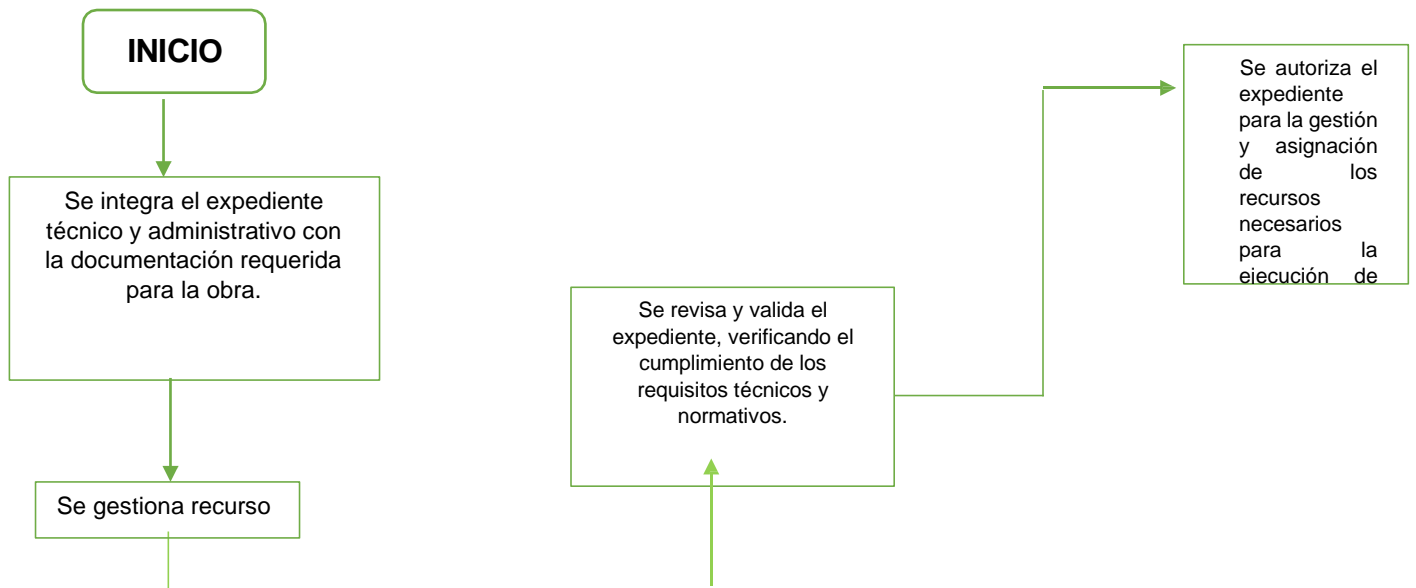 INICIO
Se integra el expediente
técnico y administrativo con
la documentación requerida
para la obra.
Se gestiona recurso
Se revisa y valida el
expediente, verificando el
cumplimiento de los
requisitos técnicos y
normativos.
Se autoriza el
expediente
para la gestión
y asignación
de los
recursos
necesarios
para la
ejecución de